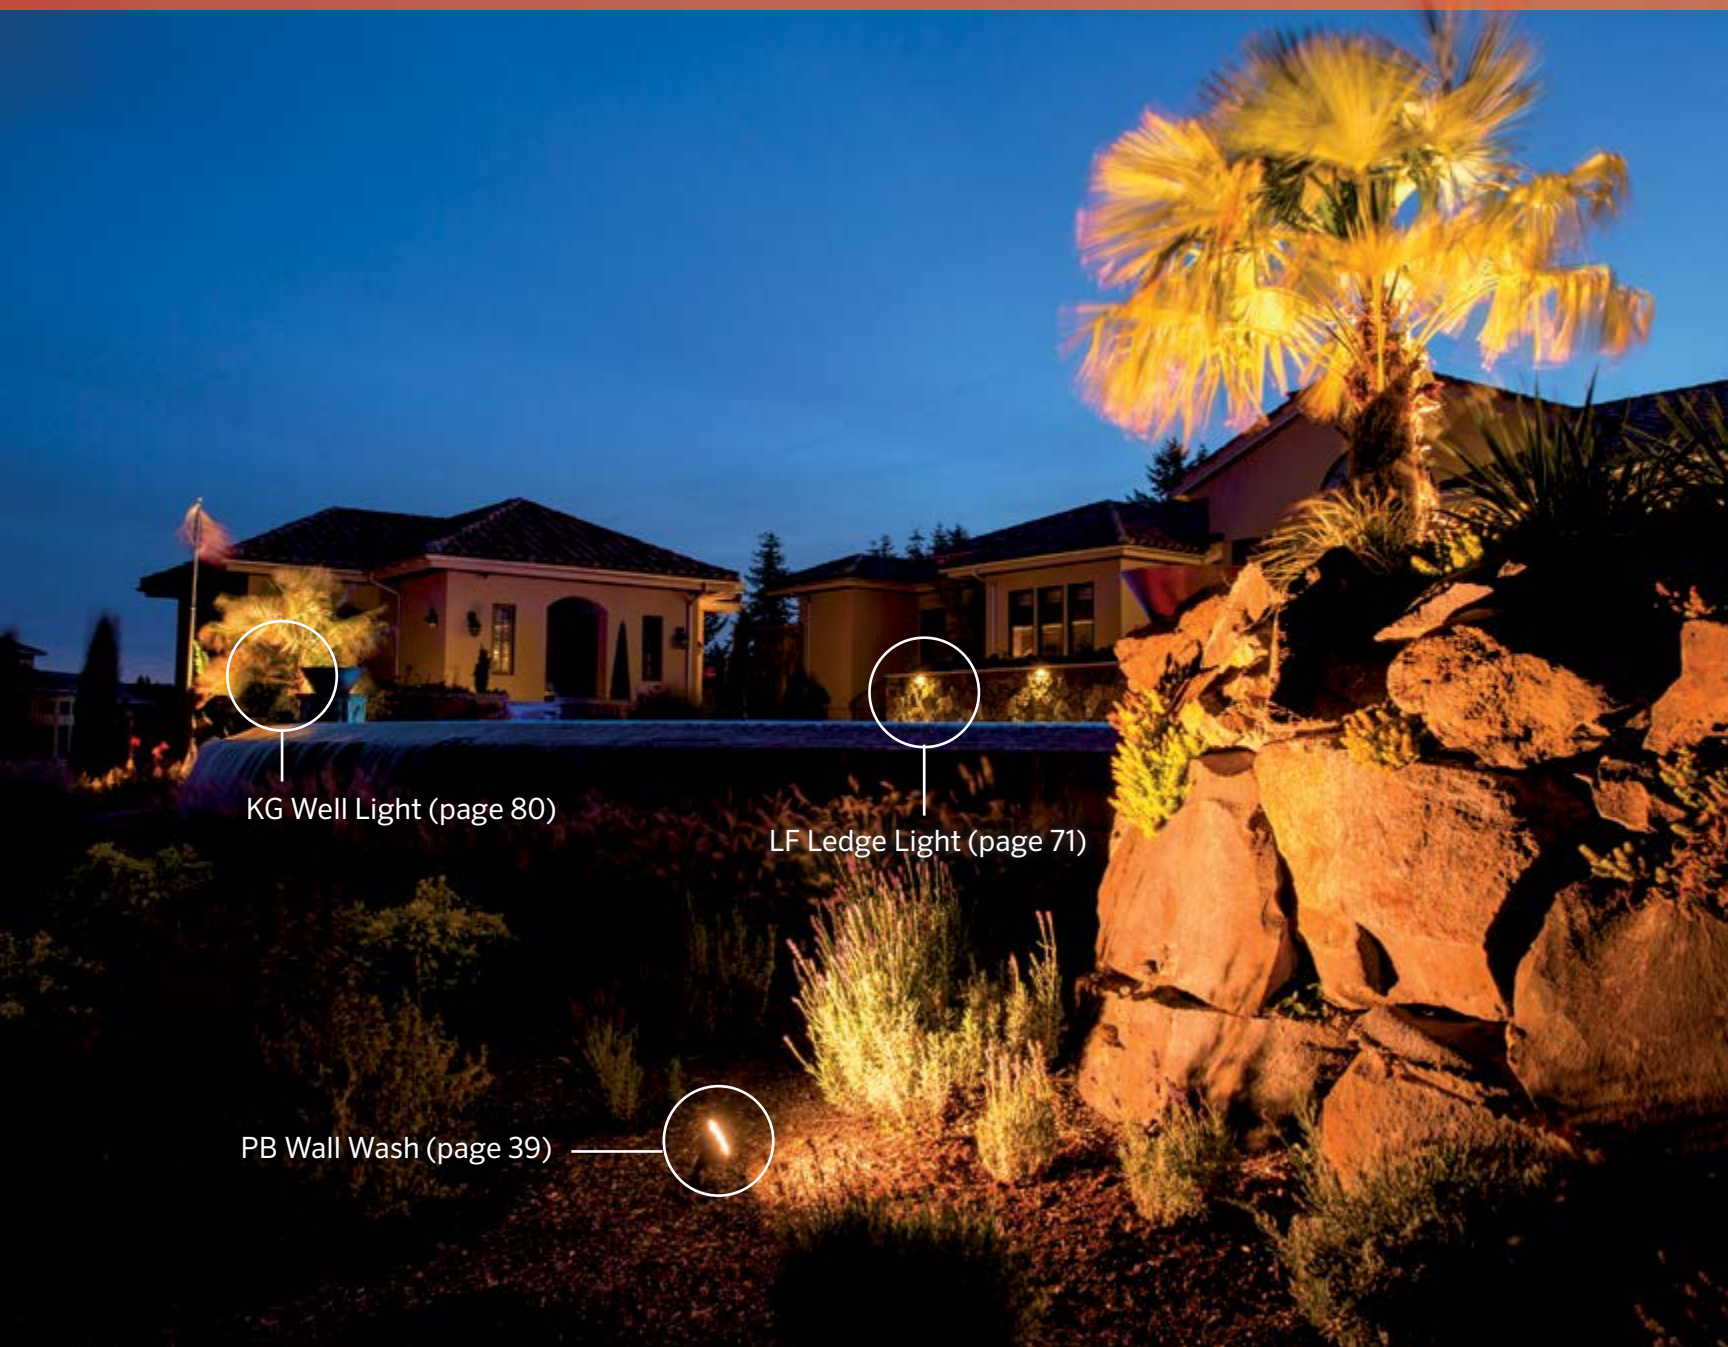 KG Well Light (page 80)
LF Ledge Light (page 71)
PB Wall Wash (page 39)